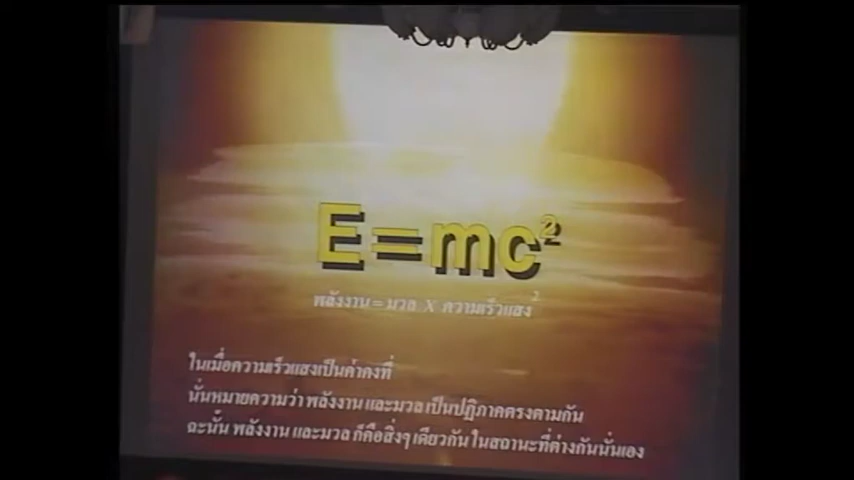 E=mc²
พลังงาน = มวล X ความเร็วแสง²
ในเมื่อความเร็วแสงเป็นค่าคงที่
นั่นหมายความว่า พลังงาน และมวล เป็นปฏิภาคตรงตามกัน
ฉะนั้น พลังงาน และมวล ก็คือสิ่งๆ เดียวกัน ในสถานะที่ต่างกันนั่นเอง